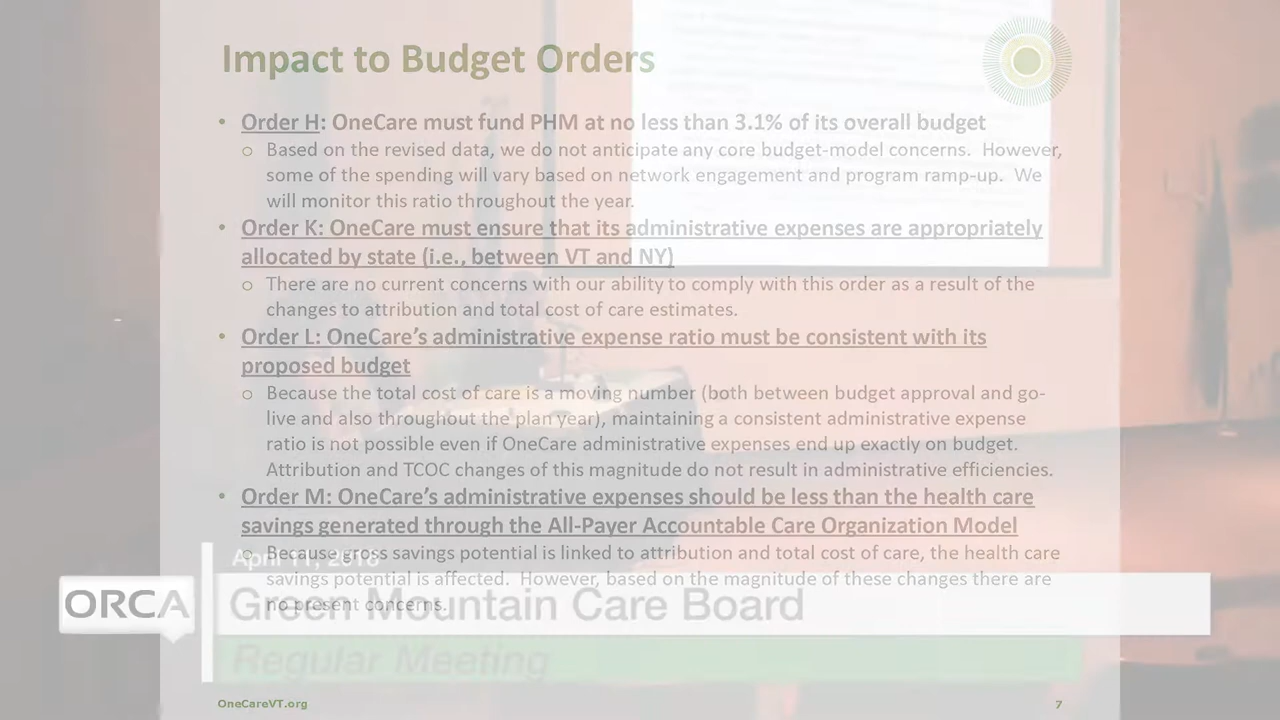 Impact to Budget Orders
• Order H: OneCare must fund PHM at no less than 3.1% of its overall budget
o Based on the revised data, we do not anticipate any core budget-model concerns. However,
some of the spending will vary based on network engagement and program ramp-up. We
will monitor this ratio throughout the year.
• Order K: OneCare must ensure that its administrative expenses are appropriately
allocated by state (i.e., between VT and NY)
o There are no current concerns with our ability to comply with this order as a result of the
changes to attribution and total cost of care estimates.
• Order L: OneCare's administrative expense ratio must be consistent with its
proposed budget
o Because the total cost of care is a moving number (both between budget approval and go-
live and also throughout the plan year), maintaining a consistent administrative expense
ratio is not possible even if OneCare administrative expenses end up exactly on budget.
Attribution and TCOC changes of this magnitude do not result in administrative efficiencies.
• Order M: OneCare's administrative expenses should be less than the health care
savings generated through the All-Payer Accountable Care Organization Model
o Because gross savings potential is linked to attribution and total cost of care, the health care
savings potential is affected. However, based on the magnitude of these changes there are
no present concerns.
April 11, 2018
ORCA
Green Mountain Care Board
Regular Meeting
OneCareVT.org
7